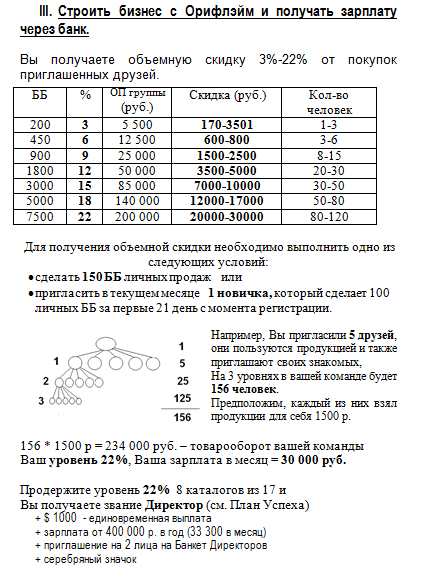 III. Строить бизнес с Орифлэйм и получать зарплату
через банк.
Вы получаете объемную скидку 3%-22% от покупок
приглашенных друзей.
ББ % ОП группы (руб.) Скидка (руб.) Кол-во человек
200 3 5 500 170-3501 1-3
450 6 12 500 600-800 3-6
900 9 25 000 1500-2500 8-15
1800 12 50 000 3500-5000 20-30
3000 15 85 000 7000-10000 30-50
5000 18 140 000 12000-17000 50-80
7500 22 200 000 20000-30000 80-120
Для получения объемной скидки необходимо выполнить одно из
следующих условий:
• сделать 150 ББ личных продаж или
• пригласить в текущем месяце 1 новичка, который сделает 100
личных ББ за первые 21 день с момента регистрации.
1
1 5
2 25
3 125
156
Например, Вы пригласили 5 друзей,
они пользуются продукцией и также
приглашают своих знакомых,
На 3 уровнях в вашей команде будет
156 человек.
Предположим, каждый из них взял
продукции для себя 1500 р.
156 * 1500 р = 234 000 руб. – товарооборот вашей команды
Ваш уровень 22%, Ваша зарплата в месяц = 30 000 руб.
Продержите уровень 22% 8 каталогов из 17 и
Вы получаете звание Директор (см. План Успеха)
+ $ 1000 - единовременная выплата
+ зарплата от 400 000 р. в год (33 300 в месяц)
+ приглашение на 2 лица на Банкет Директоров
+ серебряный значок